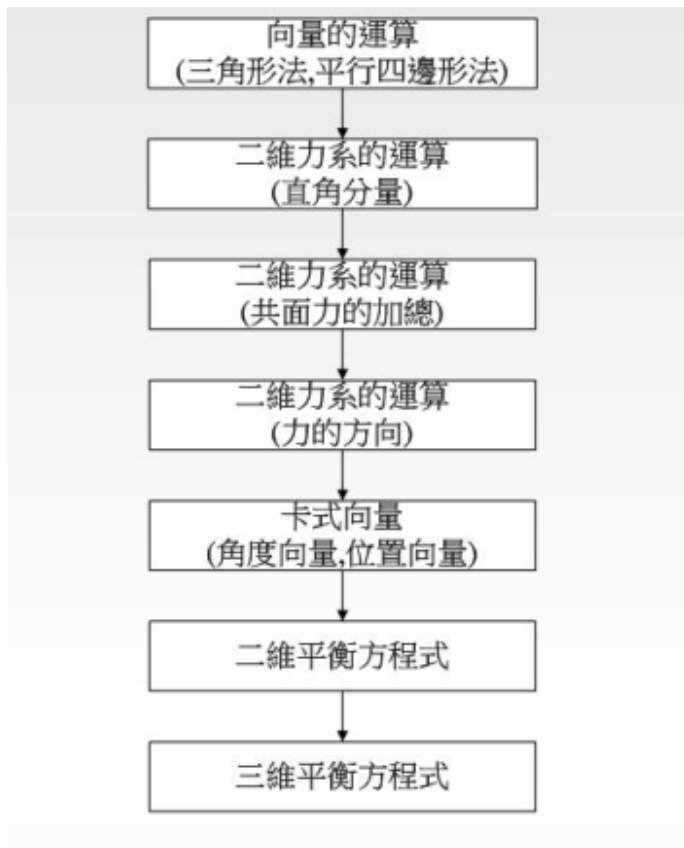 向量的運算
(三角形法,平行四邊形法)
二維力系的運算
(直角分量)
二維力系的運算
(共面力的加總)
二維力系的運算
(力的方向)
卡式向量
(角度向量,位置向量)
二維平衡方程式
三維平衡方程式